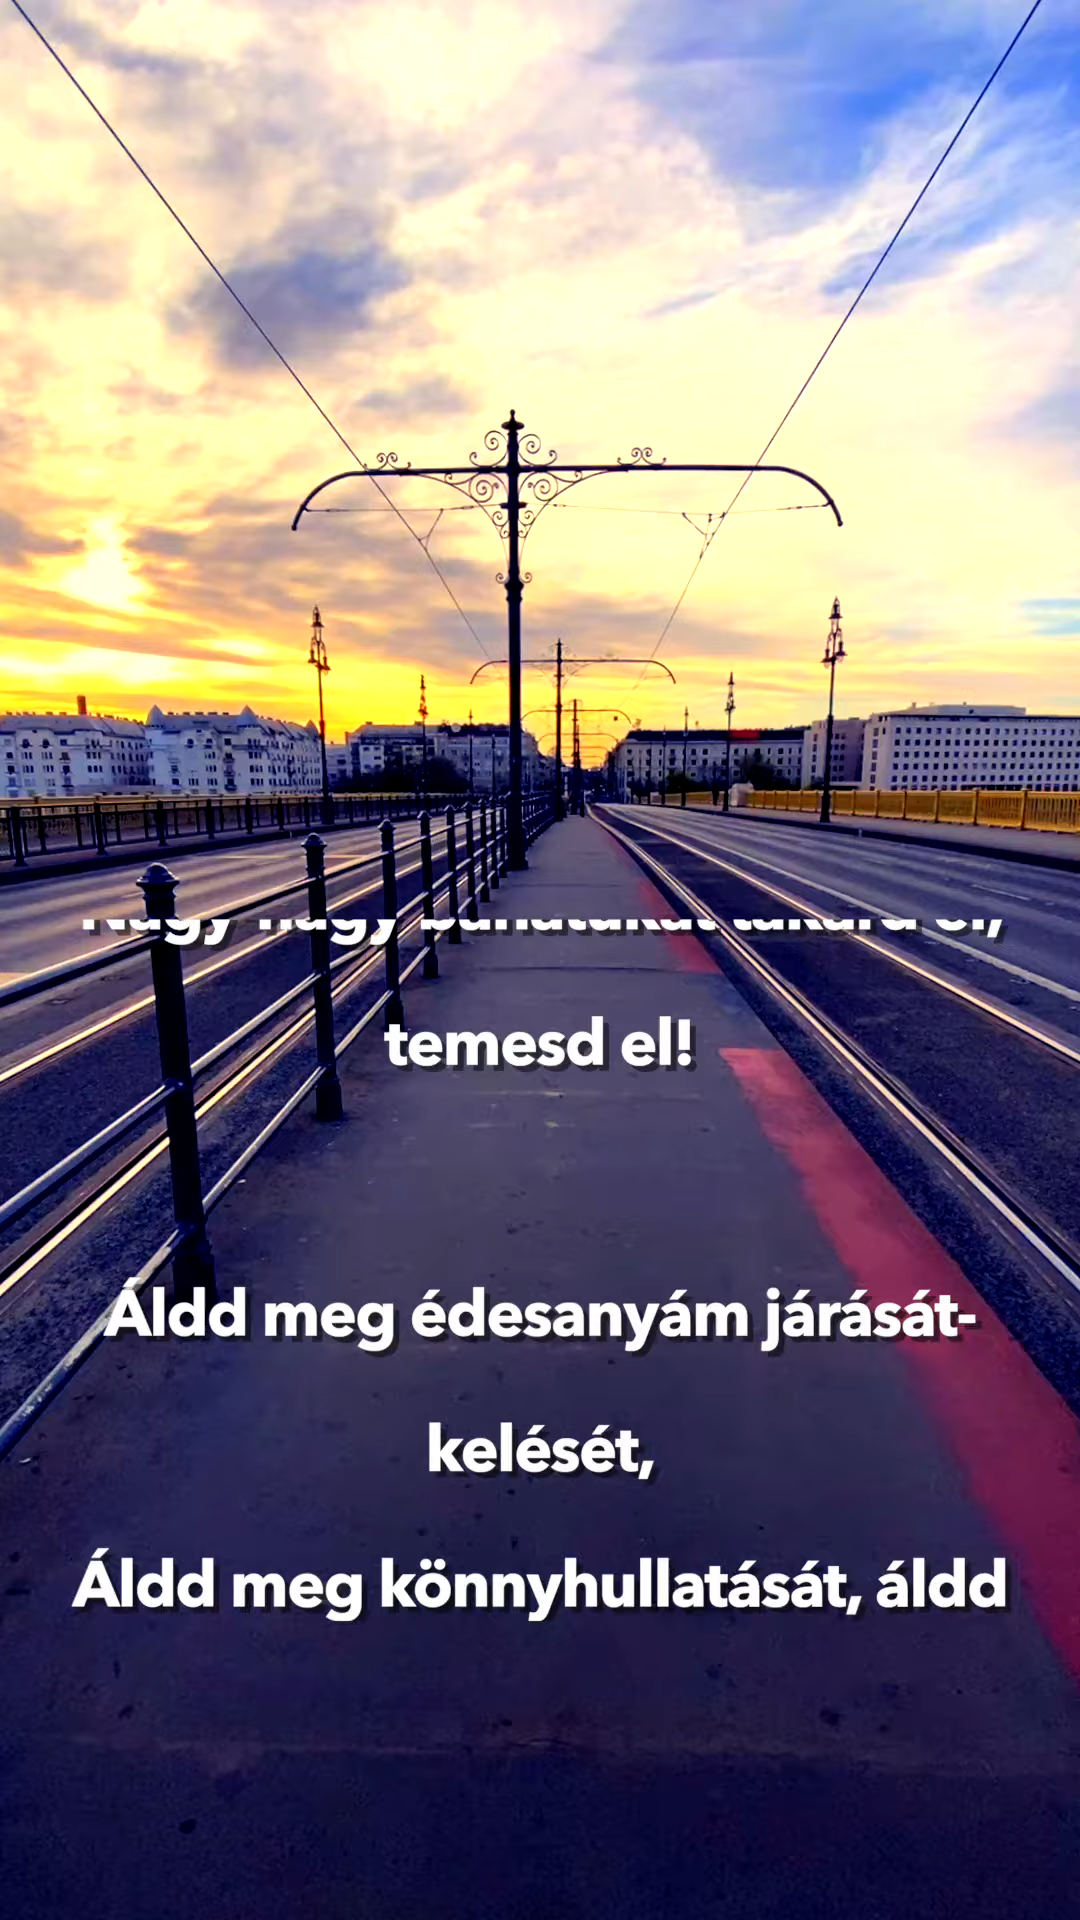 temesd el!
Áldd meg édesanyám járását-
kelését,
Áldd meg könnyhullatását, áldd